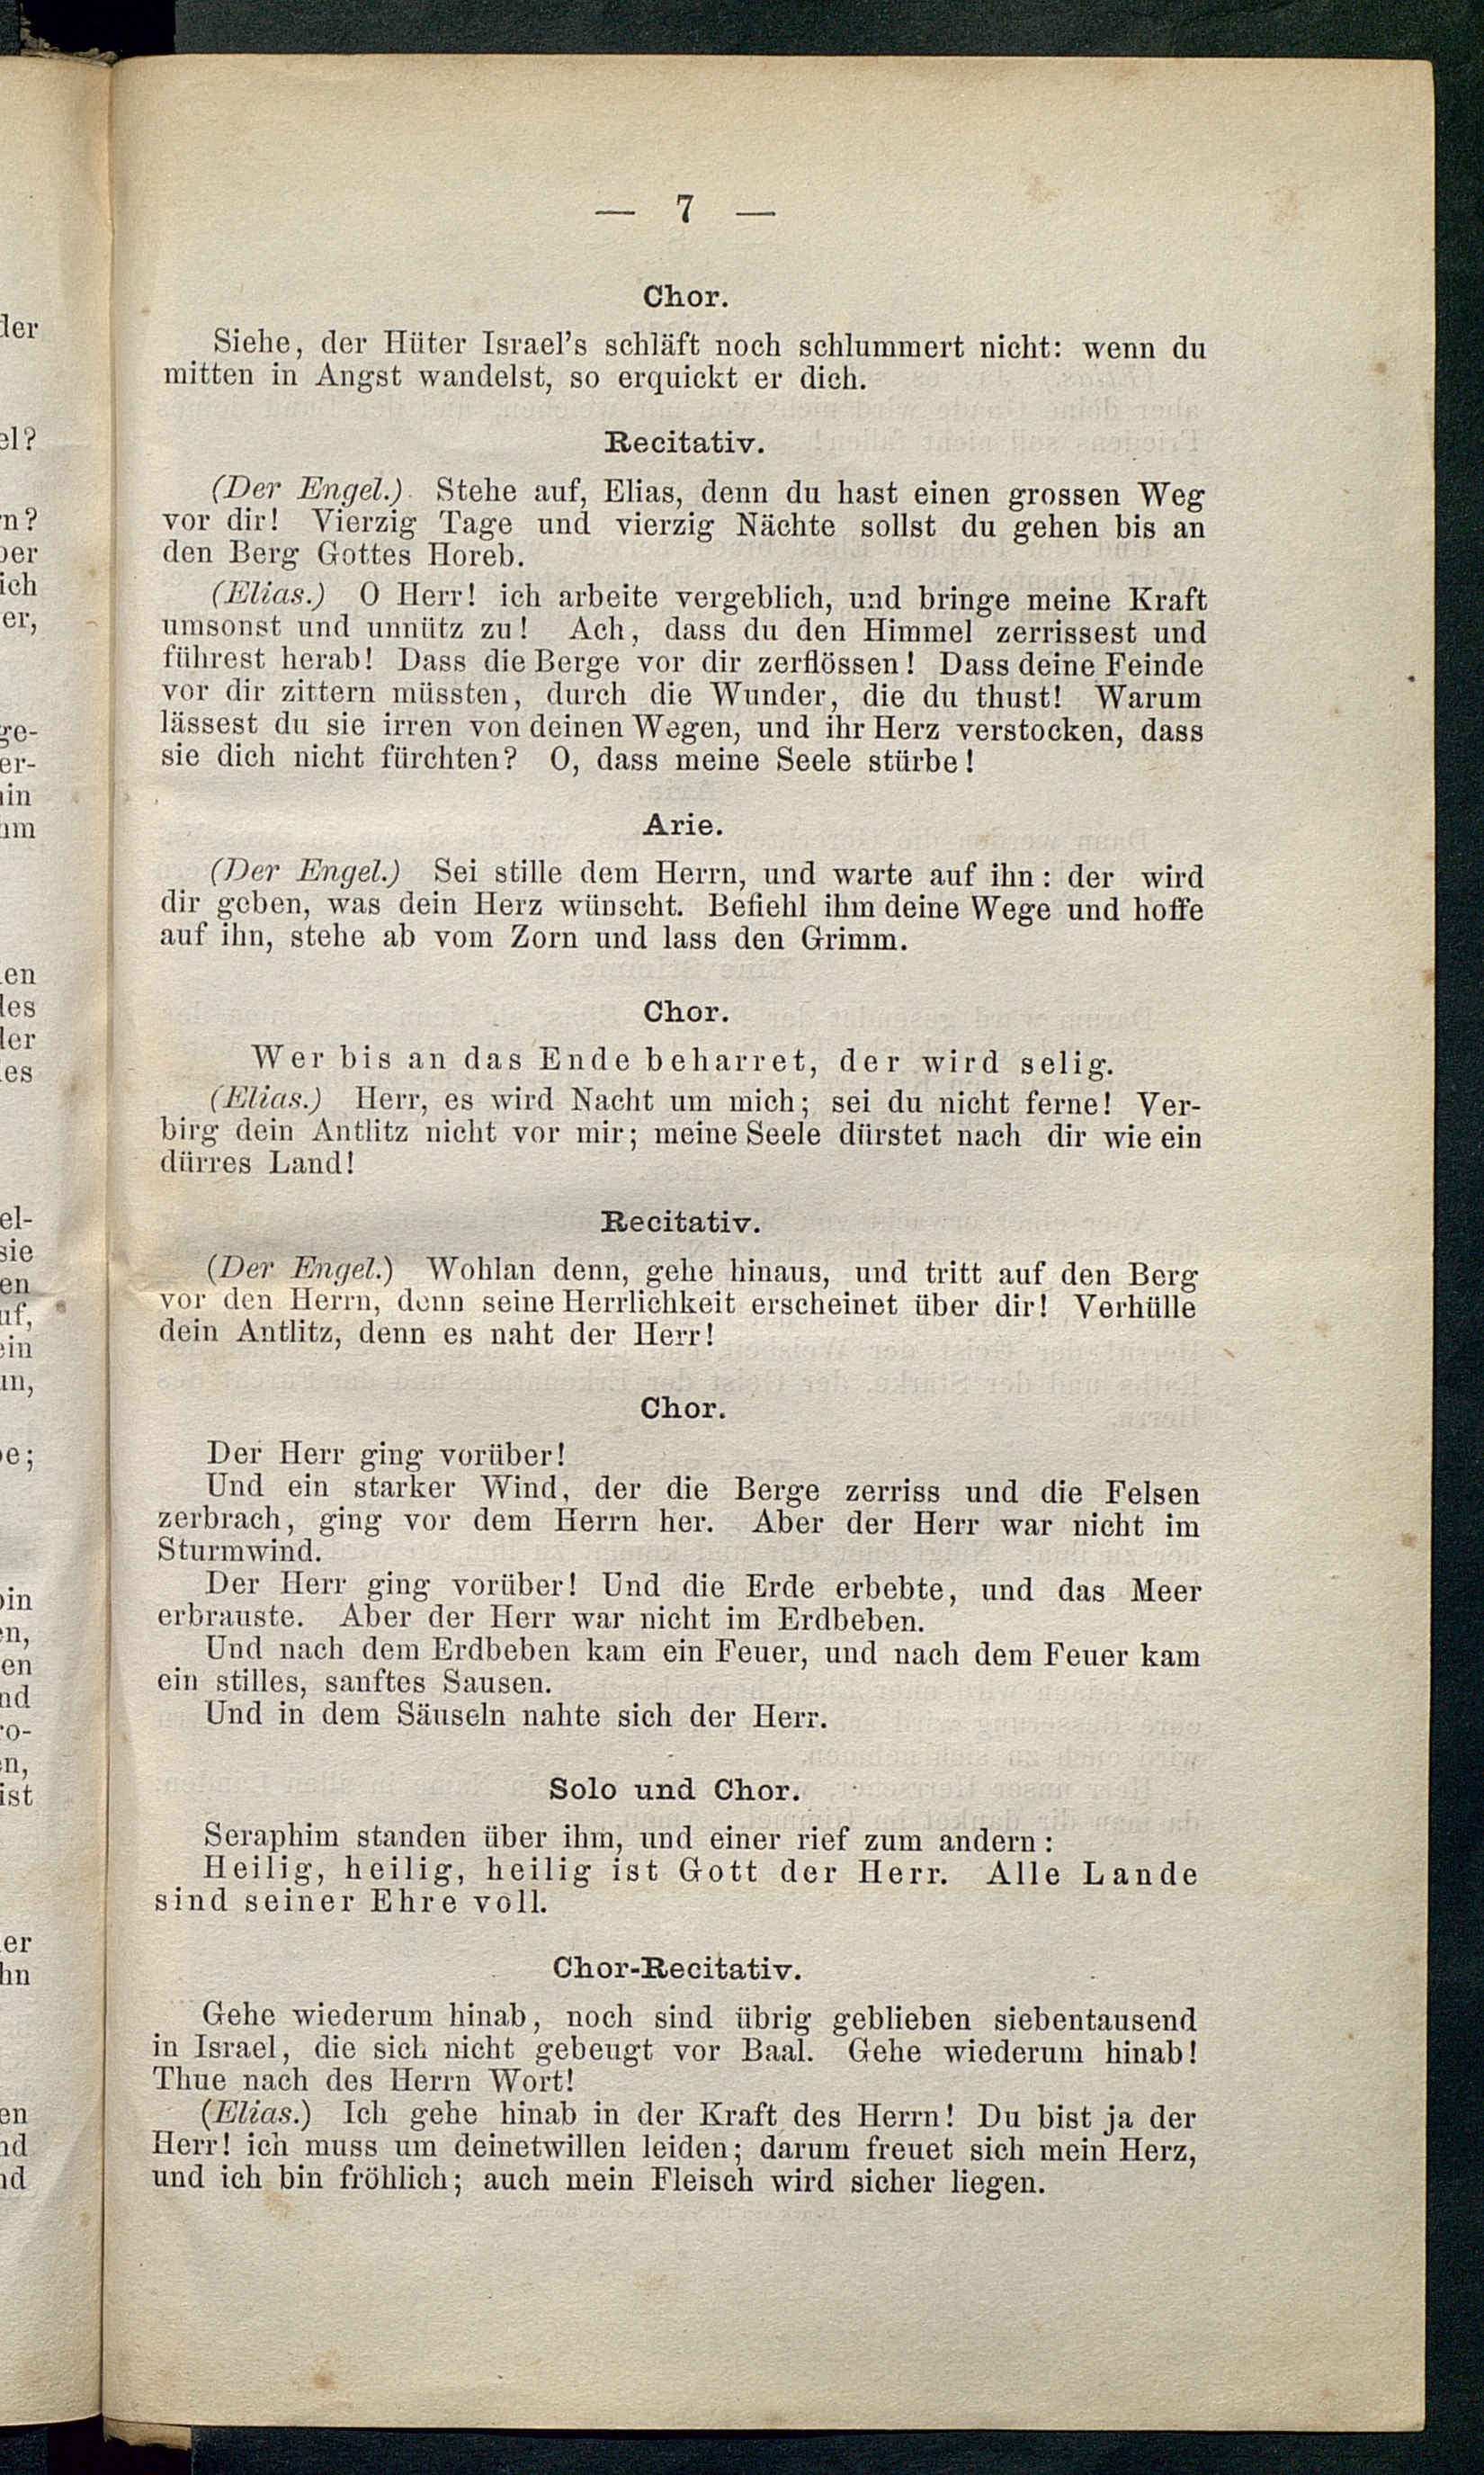 — 7 —
Chor.
Siehe, der Hüter Israel's schläft noch schlummert nicht: wenn du
mitten in Angst wandelst, so erquickt er dich.
Recitativ.
(Der Engel.) Stehe auf, Elias, denn du hast einen grossen Weg
vor dir! Vierzig Tage und vierzig Nächte sollst du gehen bis an
den Berg Gottes Horeb.
(Elias.) O Herr! ich arbeite vergeblich, und bringe meine Kraft
umsonst und unnütz zu! Ach, dass du den Himmel zerrissest und
führest herab! Dass die Berge vor dir zerflössen! Dass deine Feinde
vor dir zittern müssten, durch die Wunder, die du thust! Warum
lässest du sie irren von deinen Wegen, und ihr Herz verstocken, dass
sie dich nicht fürchten? O, dass meine Seele stürbe!
Arie.
(Der Engel.) Sei stille dem Herrn, und warte auf ihn: der wird
dir geben, was dein Herz wünscht. Befiehl ihm deine Wege und hoffe
auf ihn, stehe ab vom Zorn und lass den Grimm.
Chor.
Wer bis an das Ende beharret, der wird selig.
(Elias.) Herr, es wird Nacht um mich; sei du nicht ferne! Ver-
birg dein Antlitz nicht vor mir; meine Seele dürstet nach dir wie ein
dürres Land!
Recitativ.
(Der Engel.) Wohlan denn, gehe hinaus, und tritt auf den Berg
vor den Herrn, denn seine Herrlichkeit erscheinet über dir! Verhülle
dein Antlitz, denn es naht der Herr!
Chor.
Der Herr ging vorüber!
Und ein starker Wind, der die Berge zerriss und die Felsen
zerbrach, ging vor dem Herrn her. Aber der Herr war nicht im
Sturmwind.
Der Herr ging vorüber! Und die Erde erbebte, und das Meer
erbrauste. Aber der Herr war nicht im Erdbeben.
Und nach dem Erdbeben kam ein Feuer, und nach dem Feuer kam
ein stilles, sanftes Sausen.
Und in dem Säuseln nahte sich der Herr.
Solo und Chor.
Seraphim standen über ihm, und einer rief zum andern:
Heilig, heilig, heilig ist Gott der Herr. Alle Lande
sind seiner Ehre voll.
Chor-Recitativ.
Gehe wiederum hinab, noch sind übrig geblieben siebentausend
in Israel, die sich nicht gebeugt vor Baal. Gehe wiederum hinab!
Thue nach des Herrn Wort!
(Elias.) Ich gehe hinab in der Kraft des Herrn! Du bist ja der
Herr! ich muss um deinetwillen leiden; darum freuet sich mein Herz,
und ich bin fröhlich; auch mein Fleisch wird sicher liegen.